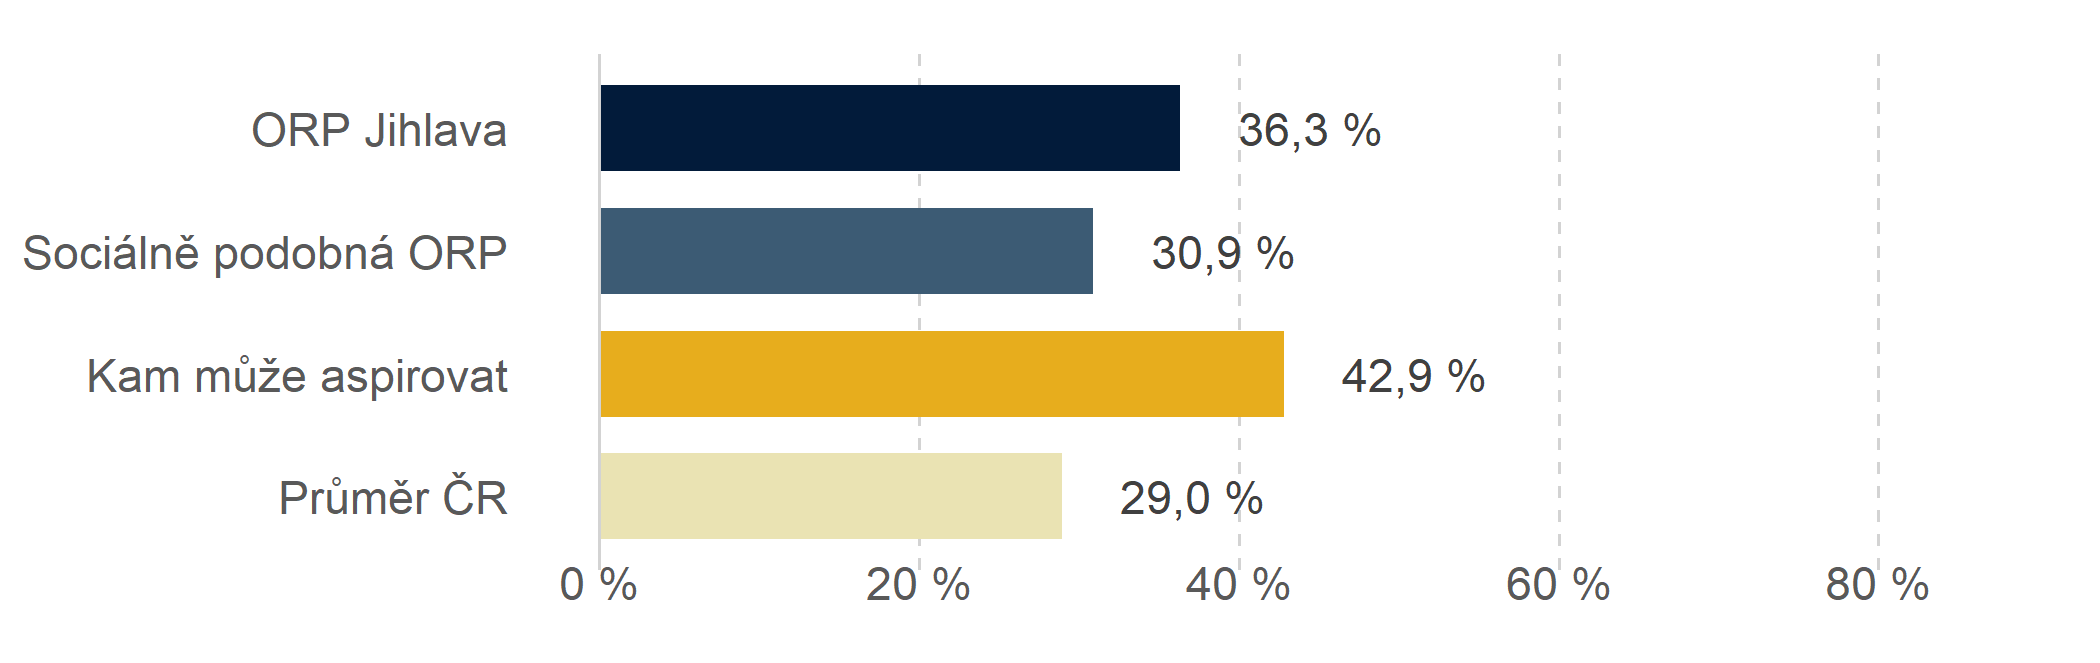 ORP Jihlava 36,3 %
Sociálně podobná ORP 30,9 %
Kam může aspirovat 42,9 %
Průměr ČR 29,0 %
0 % 20 % 40 % 60 % 80 %